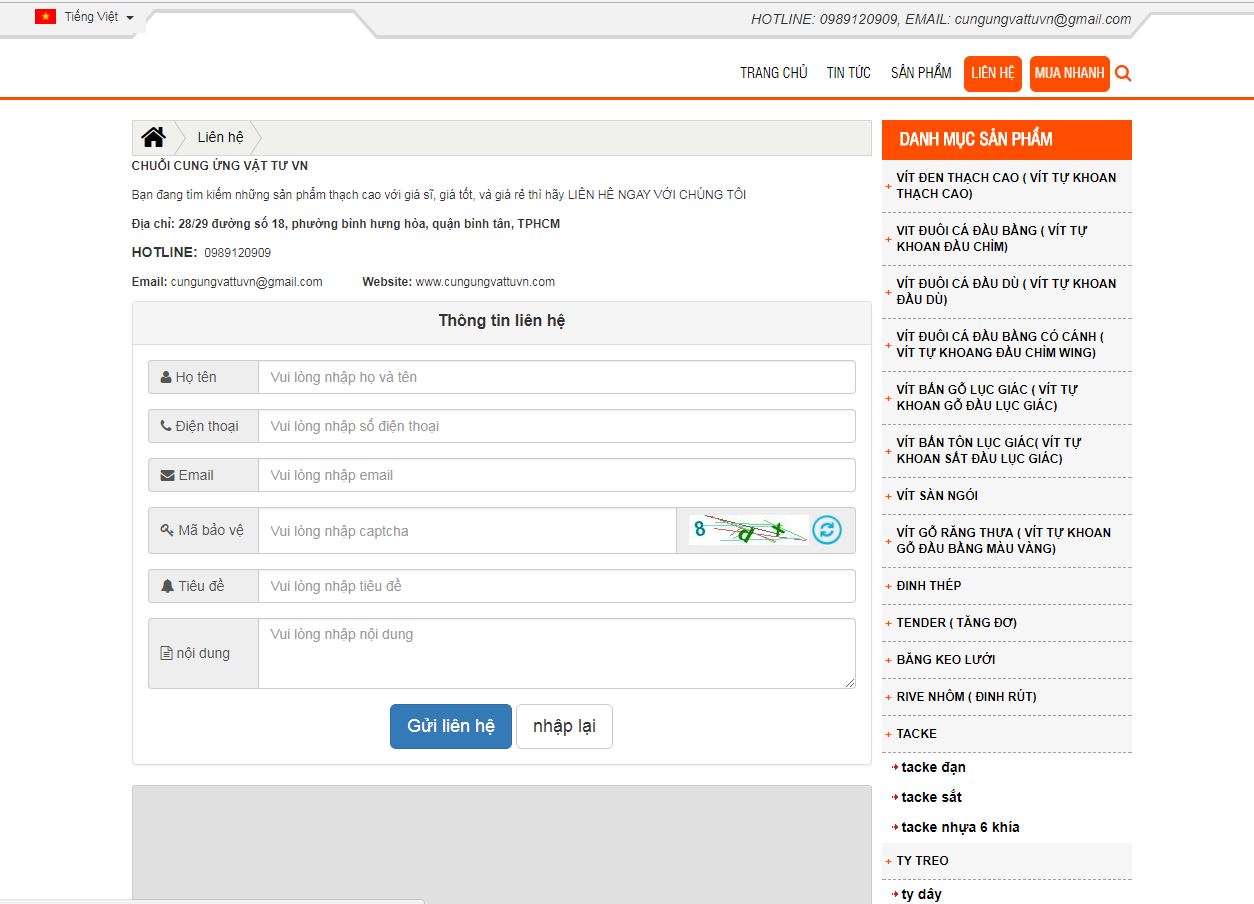 Tiếng Việt
HOTLINE: 0989120909, EMAIL: cungungvattuvn@gmail.com
TRANG CHỦ TIN TỨC SẢN PHẨM LIÊN HỆ MUA NHANH
Liên hệ
CHUỖI CUNG ỨNG VẬT TƯ VN
Bạn đang tìm kiếm những sản phẩm thạch cao với giá sĩ, giá tốt, và giá rẻ thì hãy LIÊN HÊ NGAY VỚI CHÚNG TÔI
Địa chỉ: 28/29 đường số 18, phường bình hưng hòa, quận bình tân, TPHCM
HOTLINE: 0989120909
Email: cungungvattuvn@gmail.com Website: www.cungungvattuvn.com
Thông tin liên hệ
Họ tên Vui lòng nhập họ và tên
Điện thoại Vui lòng nhập số điện thoại
Email Vui lòng nhập email
Mã bảo vệ Vui lòng nhập captcha
Tiêu đề Vui lòng nhập tiêu đề
nội dung Vui lòng nhập nội dung
Gửi liên hệ nhập lại
DANH MỤC SẢN PHẨM
+ VÍT ĐEN THẠCH CAO ( VÍT TỰ KHOAN
THẠCH CAO)
+ VIT ĐUÔI CÁ ĐẦU BẰNG ( VÍT TỰ
KHOAN ĐẦU CHÌM)
+ VÍT ĐUÔI CÁ ĐẦU DÙ ( VÍT TỰ KHOAN
ĐẦU DÙ)
+ VÍT ĐUÔI CÁ ĐẦU BẰNG CÓ CÁNH (
VÍT TỰ KHOANG ĐẦU CHÌM WING)
+ VÍT BẮN GỖ LỤC GIÁC ( VÍT TỰ
KHOAN GỖ ĐẦU LỤC GIÁC)
+ VÍT BẮN TÔN LỤC GIÁC( VÍT TỰ
KHOAN SẮT ĐẦU LỤC GIÁC)
+ VÍT SÀN NGÓI
+ VÍT GỖ RĂNG THƯA ( VÍT TỰ KHOAN
GỖ ĐẦU BẰNG MÀU VÀNG)
+ ĐINH THÉP
+ TENDER ( TĂNG ĐƠ)
+ BĂNG KEO LƯỚI
+ RIVE NHÔM ( ĐINH RÚT)
+ TACKE
tacke đạn
tacke sắt
tacke nhựa 6 khía
+ TY TREO
ty dây